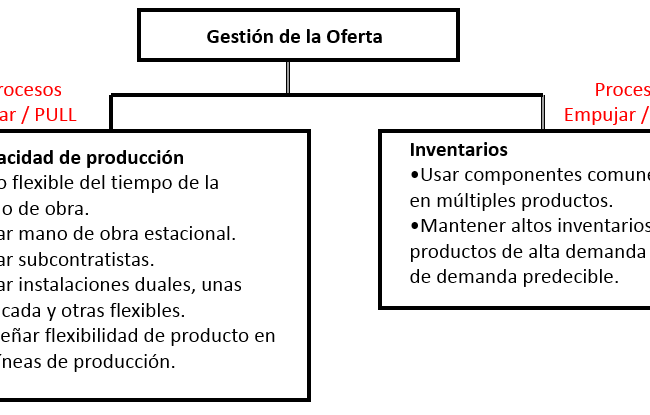 Gestión de la Oferta
rocesos
ar / PULL
Proces
Empujar /
acidad de producción
o flexible del tiempo de la
o de obra.
ar mano de obra estacional.
ar subcontratistas.
ar instalaciones duales, unas
cada y otras flexibles.
eñar flexibilidad de producto en
íneas de producción.
Inventarios
•Usar componentes comune
en múltiples productos.
•Mantener altos inventarios
productos de alta demanda
de demanda predecible.